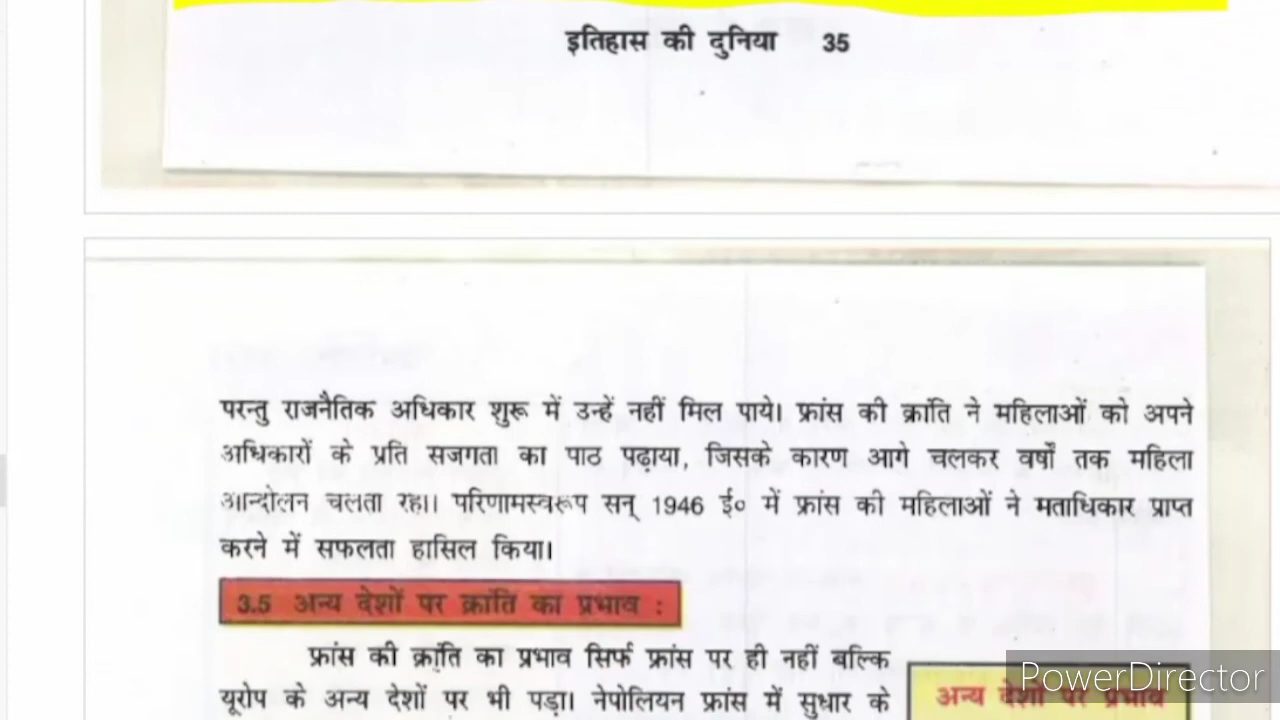 इतिहास की दुनिया 35
परन्तु राजनैतिक अधिकार शुरू में उन्हें नहीं मिल पाये। फ्रांस की क्रांति ने महिलाओं को अपने
अधिकारों के प्रति सजगता का पाठ पढ़ाया, जिसके कारण आगे चलकर वर्षों तक महिला
आन्दोलन चलता रहा। परिणामस्वरूप सन् 1946 ई० में फ्रांस की महिलाओं ने मताधिकार प्राप्त
करने में सफलता हासिल किया।
3.5 अन्य देशों पर क्रांति का प्रभाव :
फ्रांस की क्रांति का प्रभाव सिर्फ फ्रांस पर ही नहीं बल्कि
यूरोप के अन्य देशों पर भी पड़ा। नेपोलियन फ्रांस में सुधार के
अन्य देशों पर प्रभाव
PowerDirector